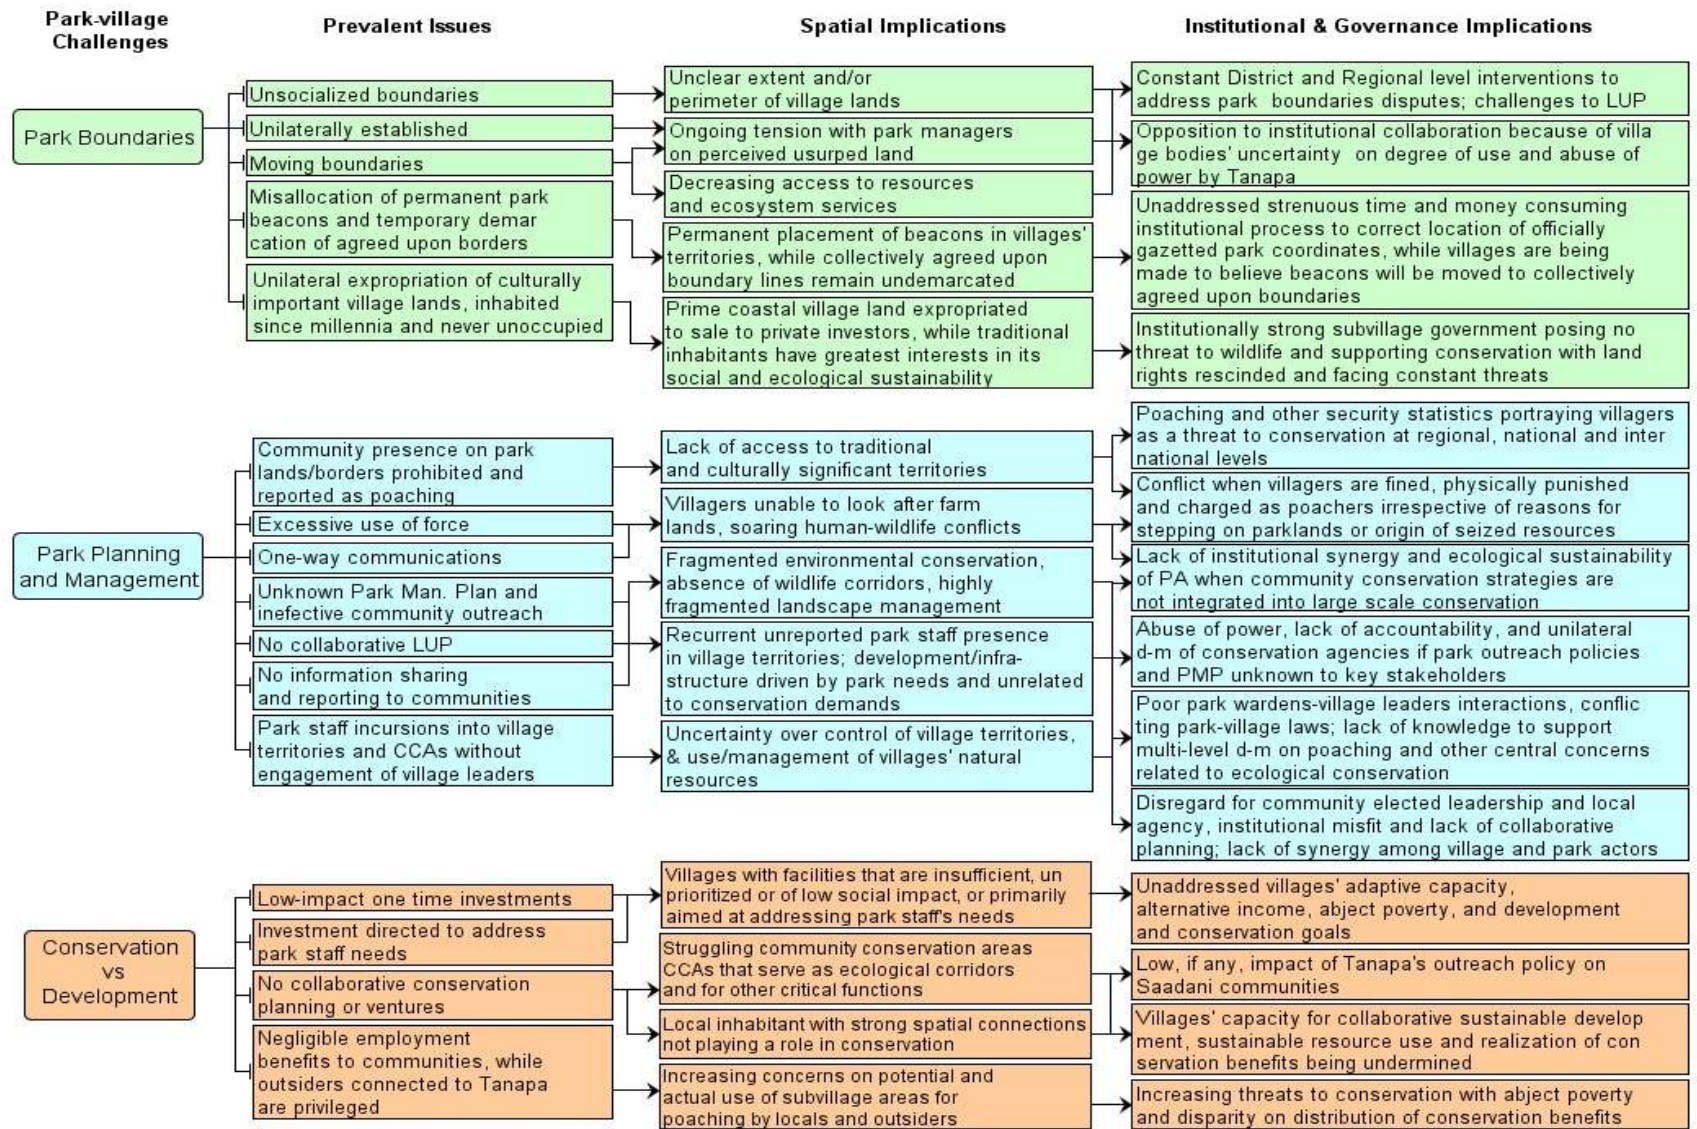 Park-village
Challenges
Prevalent Issues
Spatial Implications
Institutional & Governance Implications
Park Boundaries
Unsocialized boundaries
Unilaterally established
Moving boundaries
Misallocation of permanent park
beacons and temporary demar
cation of agreed upon borders
Unilateral expropriation of culturally
important village lands, inhabited
since millennia and never unoccupied
Unclear extent and/or
perimeter of village lands
Ongoing tension with park managers
on perceived usurped land
Decreasing access to resources
and ecosystem services
Permanent placement of beacons in villages'
territories, while collectively agreed upon
boundary lines remain undemarcated
Prime coastal village land expropriated
to sale to private investors, while traditional
inhabitants have greatest interests in its
social and ecological sustainability
Constant District and Regional level interventions to
address park boundaries disputes; challenges to LUP
Opposition to institutional collaboration because of villa
ge bodies' uncertainty on degree of use and abuse of
power by Tanapa
Unaddressed strenuous time and money consuming
institutional process to correct location of officially
gazetted park coordinates, while villages are being
made to believe beacons will be moved to collectively
agreed upon boundaries
Institutionally strong subvillage government posing no
threat to wildlife and supporting conservation with land
rights rescinded and facing constant threats
Park Planning
and Management
Community presence on park
lands/borders prohibited and
reported as poaching
Excessive use of force
One-way communications
Unknown Park Man. Plan and
inefective community outreach
No collaborative LUP
No information sharing
and reporting to communities
Park staff incursions into village
territories and CCAs without
engagement of village leaders
Lack of access to traditional
and culturally significant territories
Villagers unable to look after farm
lands, soaring human-wildlife conflicts
Fragmented environmental conservation,
absence of wildlife corridors, highly
fragmented landscape management
Recurrent unreported park staff presence
in village territories; development/infra-
structure driven by park needs and unrelated
to conservation demands
Uncertainty over control of village territories,
& use/management of villages' natural
resources
Poaching and other security statistics portraying villagers
as a threat to conservation at regional, national and inter
national levels
Conflict when villagers are fined, physically punished
and charged as poachers irrespective of reasons for
stepping on parklands or origin of seized resources
Lack of institutional synergy and ecological sustainability
of PA when community conservation strategies are
not integrated into large scale conservation
Abuse of power, lack of accountability, and unilateral
d-m of conservation agencies if park outreach policies
and PMP unknown to key stakeholders
Poor park wardens-village leaders interactions, conflic
ting park-village laws; lack of knowledge to support
multi-level d-m on poaching and other central concerns
related to ecological conservation
Disregard for community elected leadership and local
agency, institutional misfit and lack of collaborative
planning; lack of synergy among village and park actors
Conservation
vs
Development
Low-impact one time investments
Investment directed to address
park staff needs
No collaborative conservation
planning or ventures
Negligible employment
benefits to communities, while
outsiders connected to Tanapa
are privileged
Villages with facilities that are insufficient, un
prioritized or of low social impact, or primarily
aimed at addressing park staff's needs
Struggling community conservation areas
CCAs that serve as ecological corridors
and for other critical functions
Local inhabitant with strong spatial connections
not playing a role in conservation
Increasing concerns on potential and
actual use of subvillage areas for
poaching by locals and outsiders
Unaddressed villages' adaptive capacity,
alternative income, abject poverty, and development
and conservation goals
Low, if any, impact of Tanapa's outreach policy on
Saadani communities
Villages' capacity for collaborative sustainable develop
ment, sustainable resource use and realization of con
servation benefits being undermined
Increasing threats to conservation with abject poverty
and disparity on distribution of conservation benefits